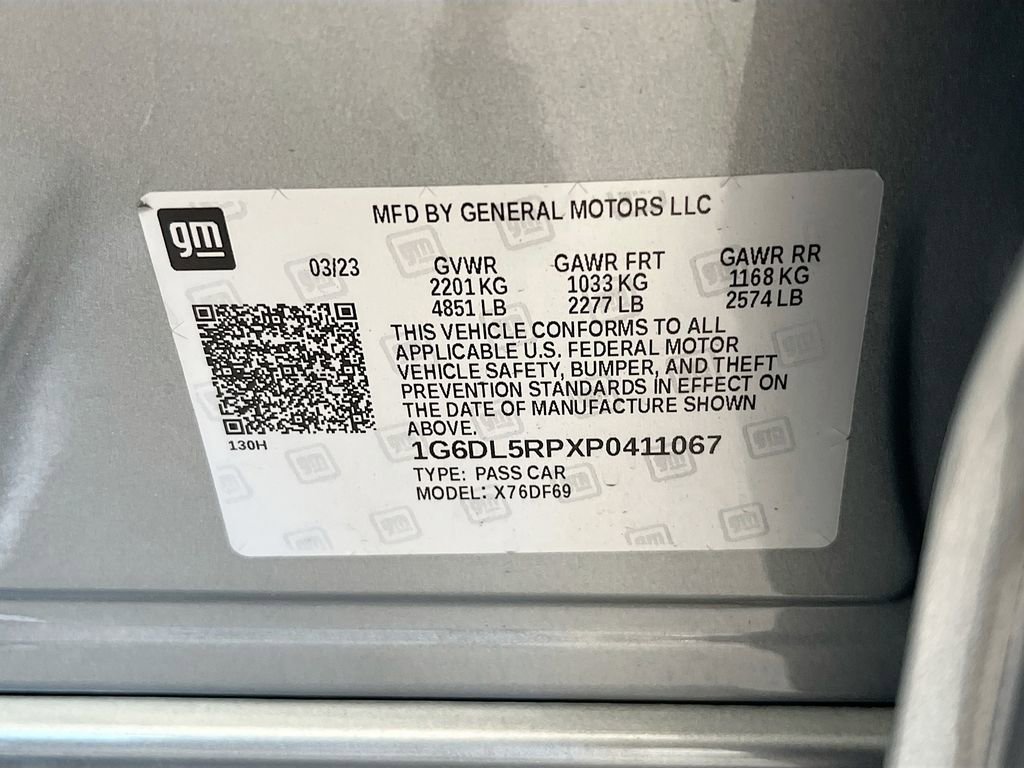 gm
MFD BY GENERAL MOTORS LLC
03/23 GVWR GAWR FRT GAWR RR
2201 KG 1033 KG 1168 KG
4851 LB 2277 LB 2574 LB
THIS VEHICLE CONFORMS TO ALL
APPLICABLE U.S. FEDERAL MOTOR
VEHICLE SAFETY, BUMPER, AND THEFT
PREVENTION STANDARDS IN EFFECT ON
THE DATE OF MANUFACTURE SHOWN
ABOVE.
130H
1G6DL5RPXP0411067
TYPE: PASS CAR
MODEL: X76DF69